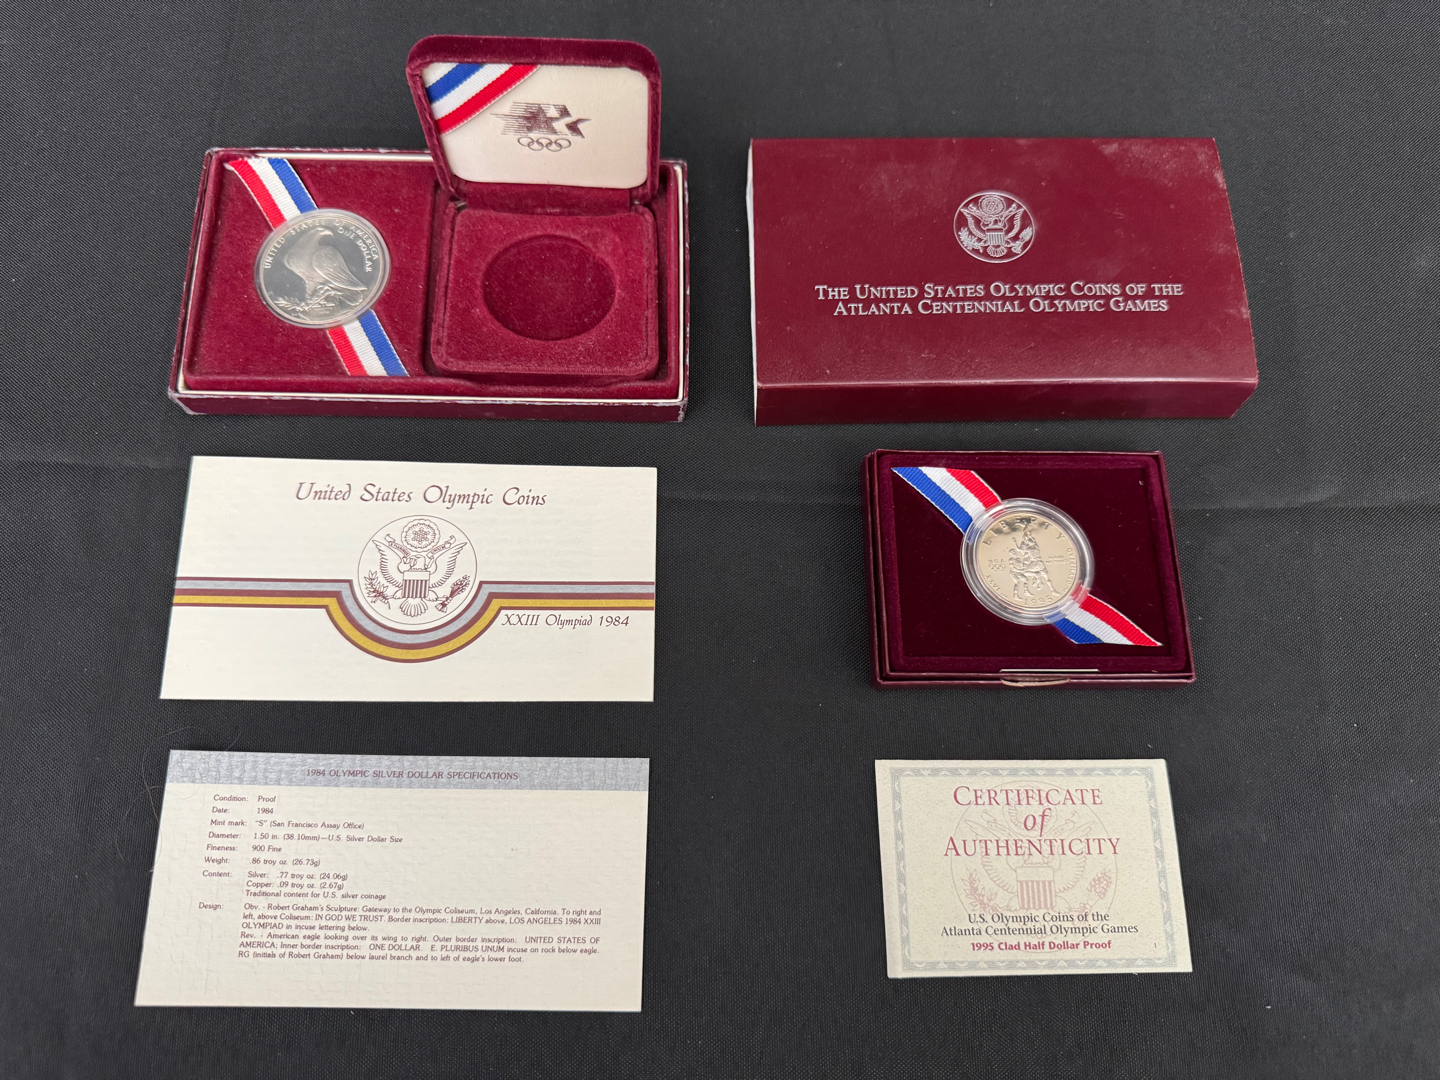 UNITED STATES OF AMERICA
ONE DOLLAR
THE UNITED STATES OLYMPIC COINS OF THE
ATLANTA CENTENNIAL OLYMPIC GAMES
United States Olympic Coins
XXIII Olympiad 1984
LIBERTY
1995
1984 OLYMPIC SILVER DOLLAR SPECIFICATIONS
Condition: Proof
Date: 1984
Mint mark: "S" (San Francisco Assay Office)
Diameter: 1.50 in. (38.10mm)—U.S. Silver Dollar Size
Fineness: 900 Fine
Weight: .86 troy oz. (26.73g)
Content: Silver: .77 troy oz. (24.06g)
Copper: .09 troy oz. (2.67g)
Traditional content for U.S. silver coinage
Design: Obv. - Robert Graham's Sculpture: Gateway to the Olympic Coliseum, Los Angeles, California. To right and
left, above Coliseum: IN GOD WE TRUST. Border inscription: LIBERTY above, LOS ANGELES 1984 XXIII
OLYMPIAD in incuse lettering below.
Rev. - American eagle looking over its wing to right. Outer border inscription: UNITED STATES OF
AMERICA; Inner border inscription: ONE DOLLAR. E. PLURIBUS UNUM incuse on rock below eagle.
RG (initials of Robert Graham) below laurel branch and to left of eagle's lower foot.
CERTIFICATE
of
AUTHENTICITY
U.S. Olympic Coins of the
Atlanta Centennial Olympic Games
1995 Clad Half Dollar Proof
1